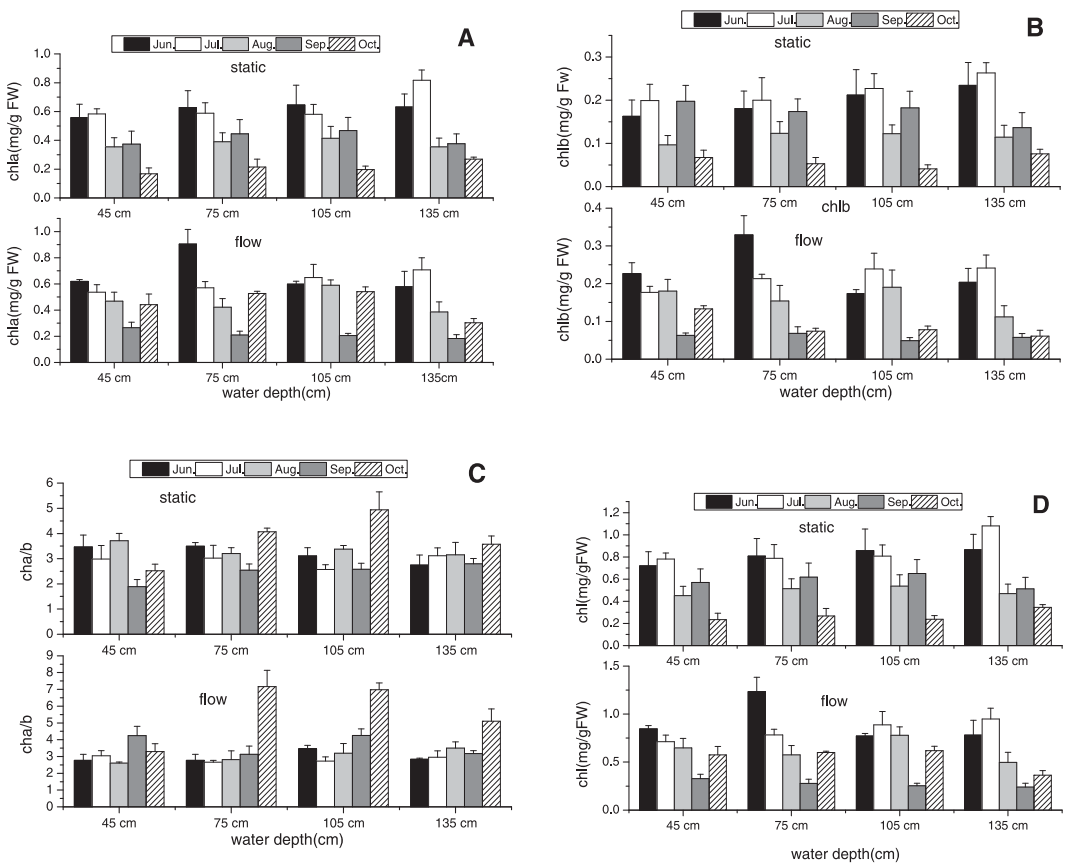 A
Jun. Jul. Aug. Sep. Oct.
static
chla(mg/g FW)
1.0
0.8
0.6
0.4
0.2
0.0
45 cm 75 cm 105 cm 135 cm
flow
chla(mg/g FW)
1.0
0.8
0.6
0.4
0.2
0.0
45 cm 75 cm 105 cm 135cm
water depth(cm)
B
Jun. Jul. Aug. Sep. Oct.
static
chlb(mg/g Fw)
0.3
0.2
0.1
0.0
45 cm 75 cm 105 cm 135 cm
chlb
flow
chlb(mg/g FW)
0.4
0.3
0.2
0.1
0.0
45 cm 75 cm 105 cm 135 cm
water depth(cm)
C
Jun. Jul. Aug. Sep. Oct.
static
cha/b
6
5
4
3
2
1
0
45 cm 75 cm 105 cm 135 cm
flow
cha/b
9
8
7
6
5
4
3
2
1
0
45 cm 75 cm 105 cm 135 cm
water depth(cm)
D
Jun. Jul. Aug. Sep. Oct.
static
chl(mg/gFW)
1.2
1.0
0.8
0.6
0.4
0.2
0.0
45 cm 75 cm 105 cm 135 cm
flow
chl(mg/gFW)
1.5
1.0
0.5
0.0
45 cm 75 cm 105 cm 135 cm
water depth(cm)